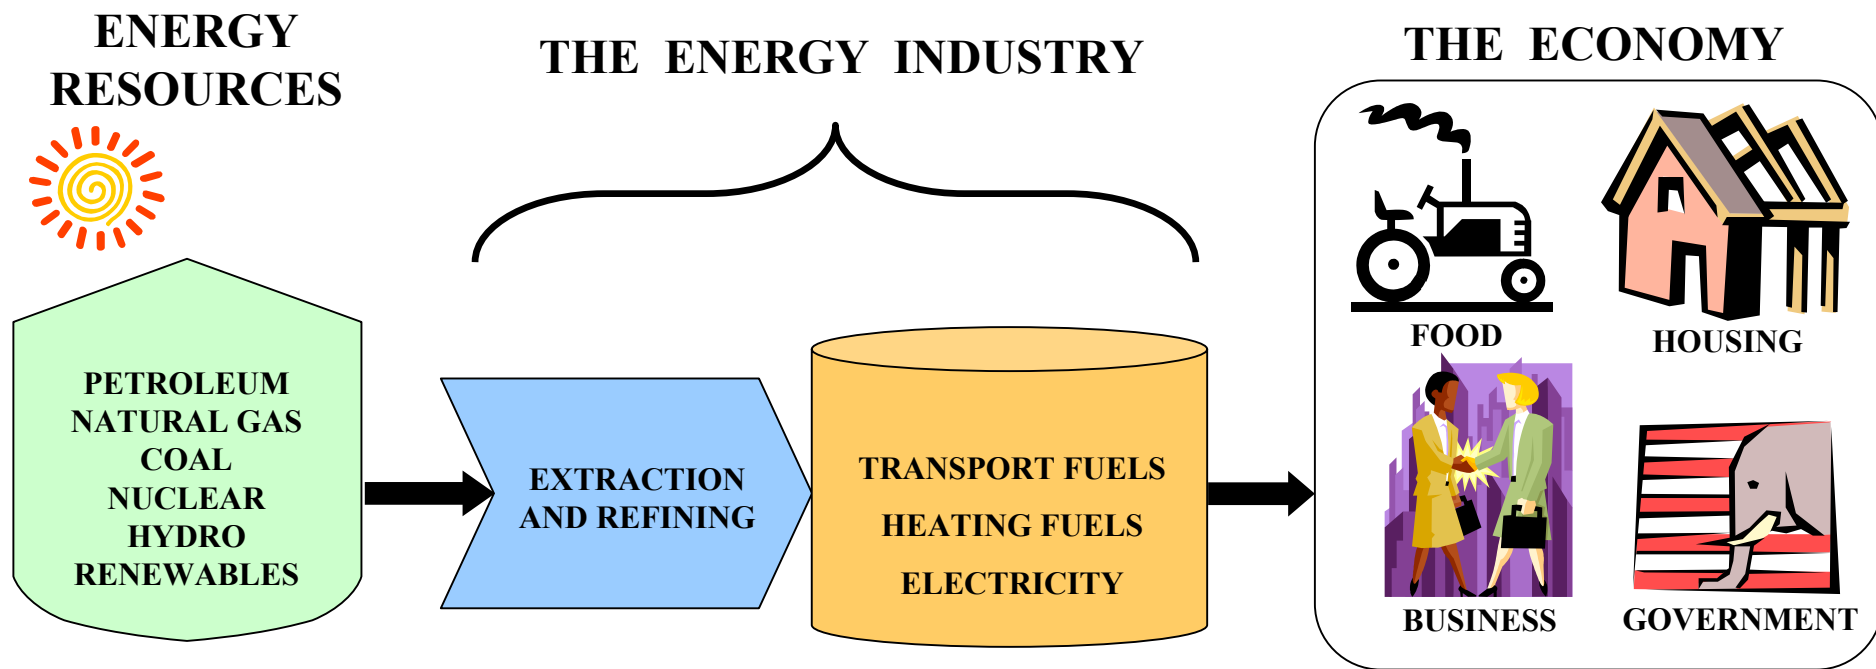 ENERGY
RESOURCES
THE ENERGY INDUSTRY
THE ECONOMY
PETROLEUM
NATURAL GAS
COAL
NUCLEAR
HYDRO
RENEWABLES
EXTRACTION
AND REFINING
TRANSPORT FUELS
HEATING FUELS
ELECTRICITY
FOOD
HOUSING
BUSINESS
GOVERNMENT